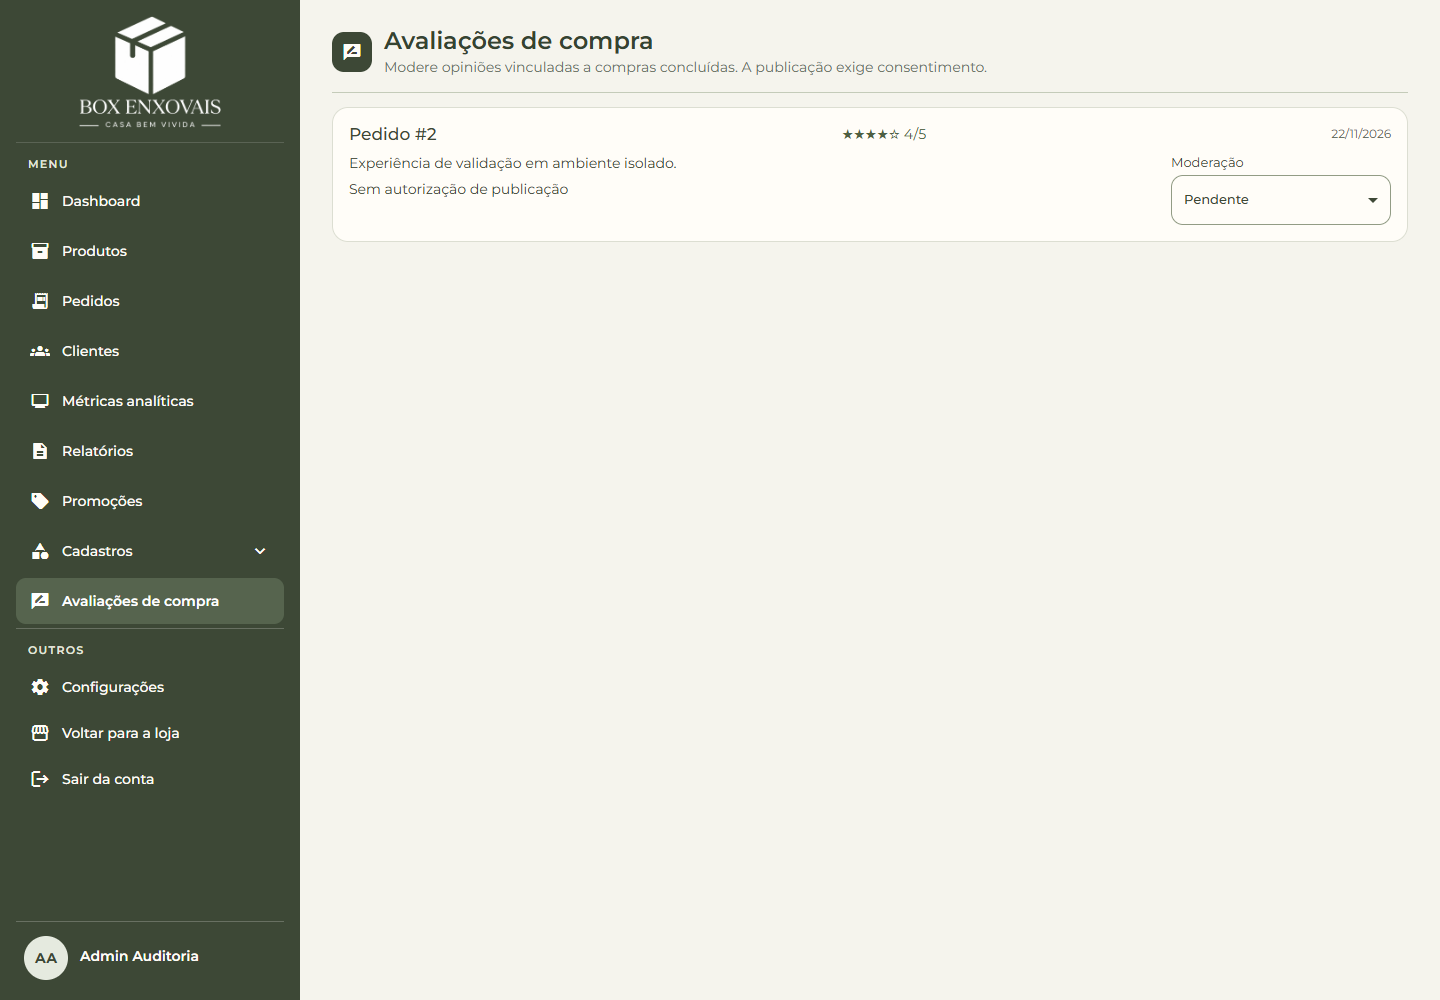 BOX ENXOVAIS
CASA BEM VIVIDA
MENU
Dashboard
Produtos
Pedidos
Clientes
Métricas analíticas
Relatórios
Promoções
Cadastros
Avaliações de compra
OUTROS
Configurações
Voltar para a loja
Sair da conta
AA
Admin Auditoria
Avaliações de compra
Modere opiniões vinculadas a compras concluídas. A publicação exige consentimento.
Pedido #2
★★★★☆ 4/5
22/11/2026
Experiência de validação em ambiente isolado.
Sem autorização de publicação
Moderação
Pendente